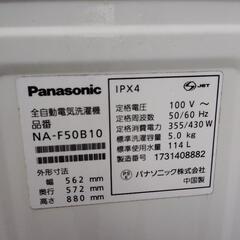 Panasonic
全自動電気洗濯機
品番
NA-F50B10
外形寸法
幅 562 mm
奥行 572 mm
高さ 880 mm
IPX4
JET
定格電圧 100 V ～
定格周波数 50/60 Hz
定格消費電力 355/430 W
標準洗濯容量 5.0 kg
標準使用水量 114 L
製造番号 1731408882
パナソニック株式会社
中国製